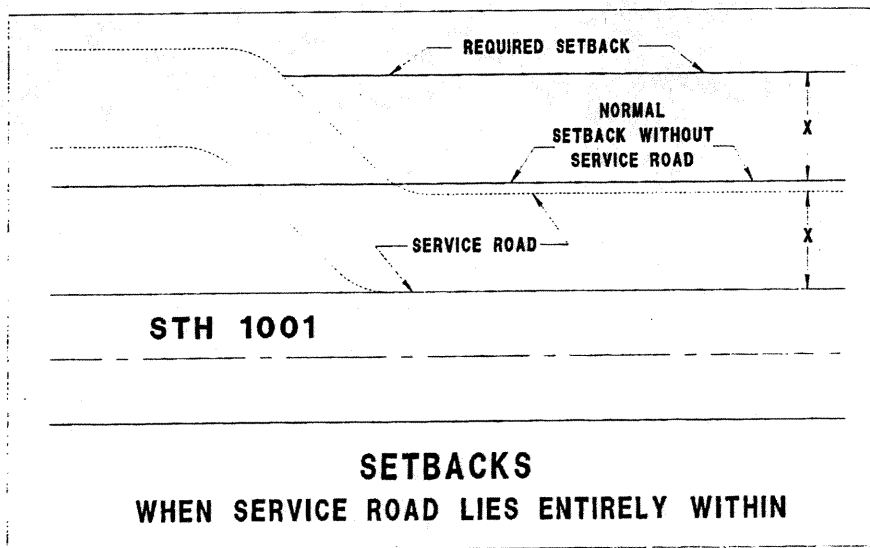 REQUIRED SETBACK
NORMAL
SETBACK WITHOUT
SERVICE ROAD
X
X
SERVICE ROAD
STH 1001
SETBACKS
WHEN SERVICE ROAD LIES ENTIRELY WITHIN